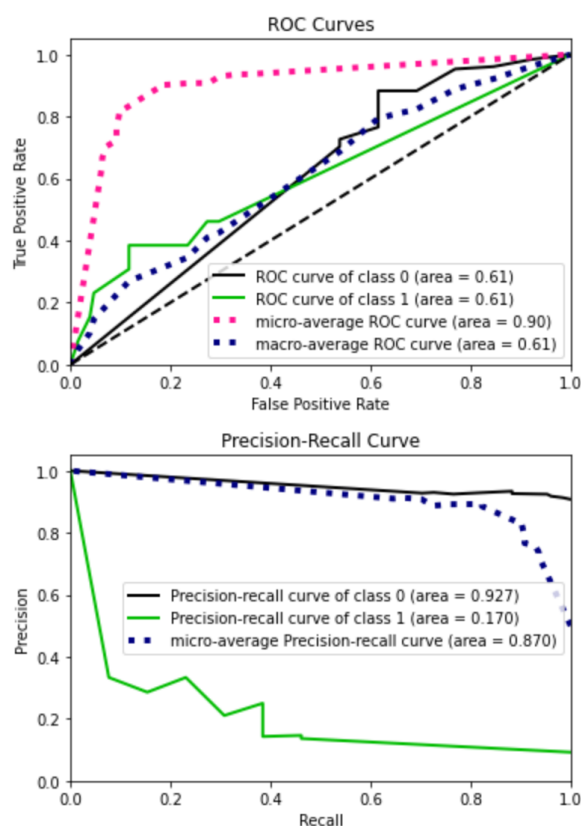 ROC Curves
1.0
0.8
0.6
0.4
0.2
0.0
True Positive Rate
ROC curve of class 0 (area = 0.61)
ROC curve of class 1 (area = 0.61)
micro-average ROC curve (area = 0.90)
macro-average ROC curve (area = 0.61)
0.0 0.2 0.4 0.6 0.8 1.0
False Positive Rate
Precision-Recall Curve
1.0
0.8
0.6
0.4
0.2
0.0
Precision
Precision-recall curve of class 0 (area = 0.927)
Precision-recall curve of class 1 (area = 0.170)
micro-average Precision-recall curve (area = 0.870)
0.0 0.2 0.4 0.6 0.8 1.0
Recall